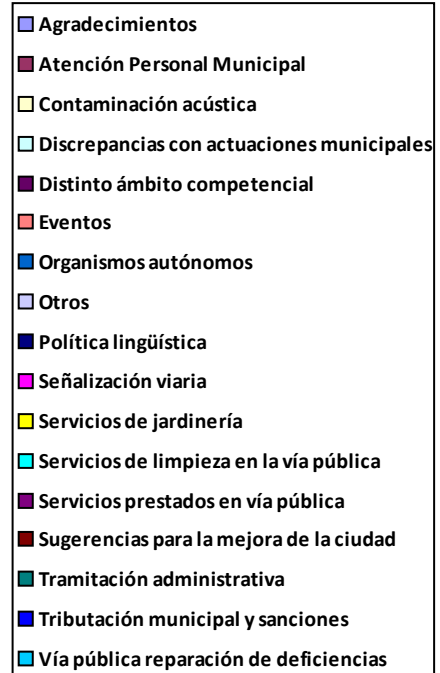 Agradecimientos
Atención Personal Municipal
Contaminación acústica
Discrepancias con actuaciones municipales
Distinto ámbito competencial
Eventos
Organismos autónomos
Otros
Política lingüística
Señalización viaria
Servicios de jardinería
Servicios de limpieza en la vía pública
Servicios prestados en vía pública
Sugerencias para la mejora de la ciudad
Tramitación administrativa
Tributación municipal y sanciones
Vía pública reparación de deficiencias